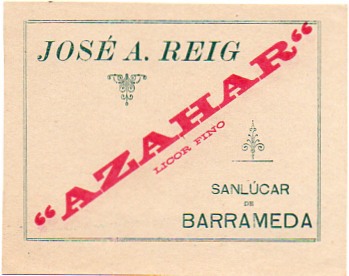 JOSÉ A. REIG
“AZAHAR“
LICOR FINO
SANLÚCAR
DE
BARRAMEDA